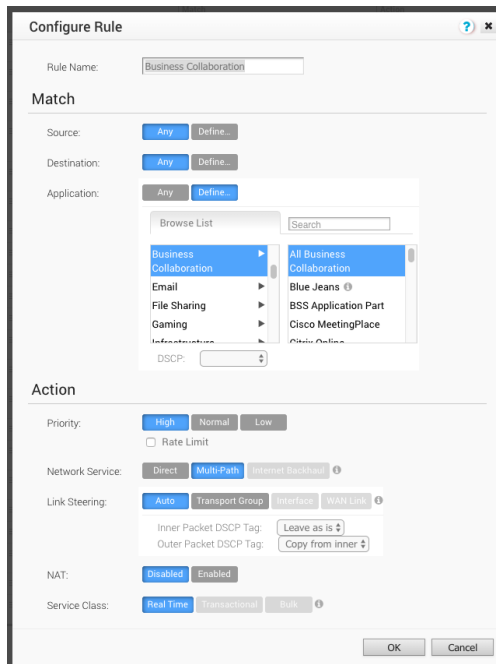 Configure Rule
?
Rule Name: Business Collaboration
Match
Source: Any Define...
Destination: Any Define...
Application: Any Define...
Browse List Search
Business Collaboration
Email
File Sharing
Gaming
Infrastructure
All Business Collaboration
Blue Jeans
BSS Application Part
Cisco MeetingPlace
Citrix Online
DSCP:
Action
Priority: High Normal Low
Rate Limit
Network Service: Direct Multi-Path Internet Backhaul
Link Steering: Auto Transport Group Interface WAN Link
Inner Packet DSCP Tag: Leave as is
Outer Packet DSCP Tag: Copy from inner
NAT: Disabled Enabled
Service Class: Real Time Transactional Bulk
OK Cancel